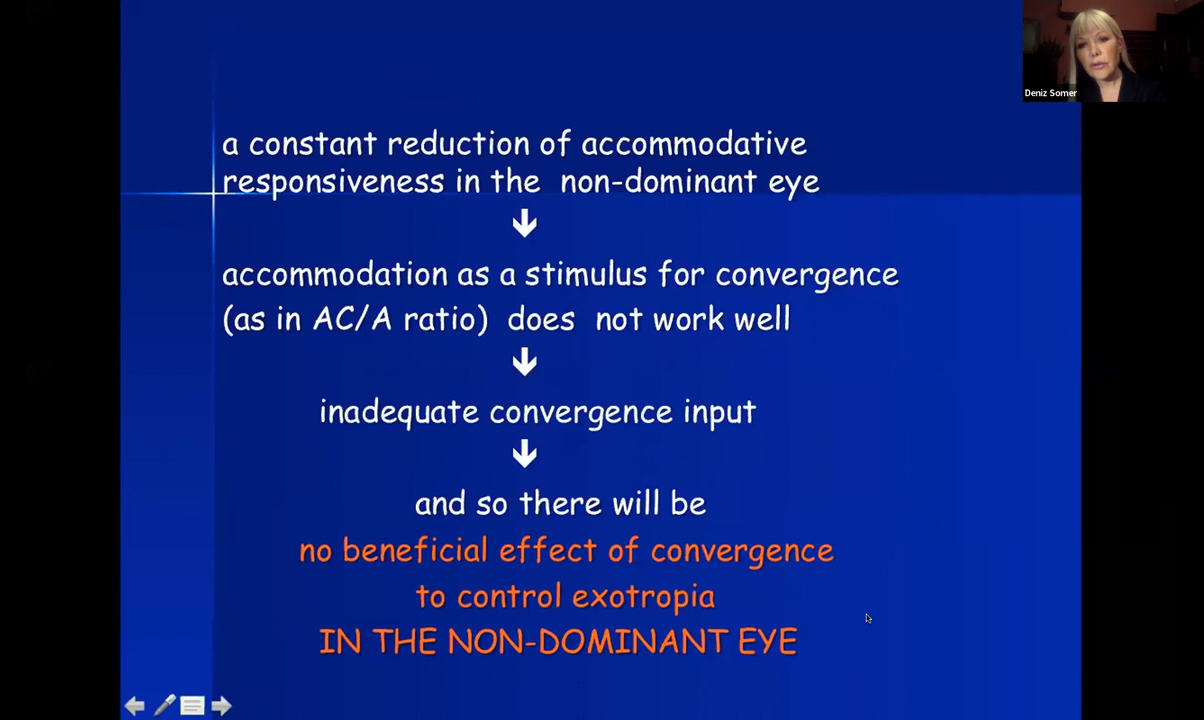 Deniz Somer
a constant reduction of accommodative
responsiveness in the non-dominant eye
accommodation as a stimulus for convergence
(as in AC/A ratio) does not work well
inadequate convergence input
and so there will be
no beneficial effect of convergence
to control exotropia
IN THE NON-DOMINANT EYE